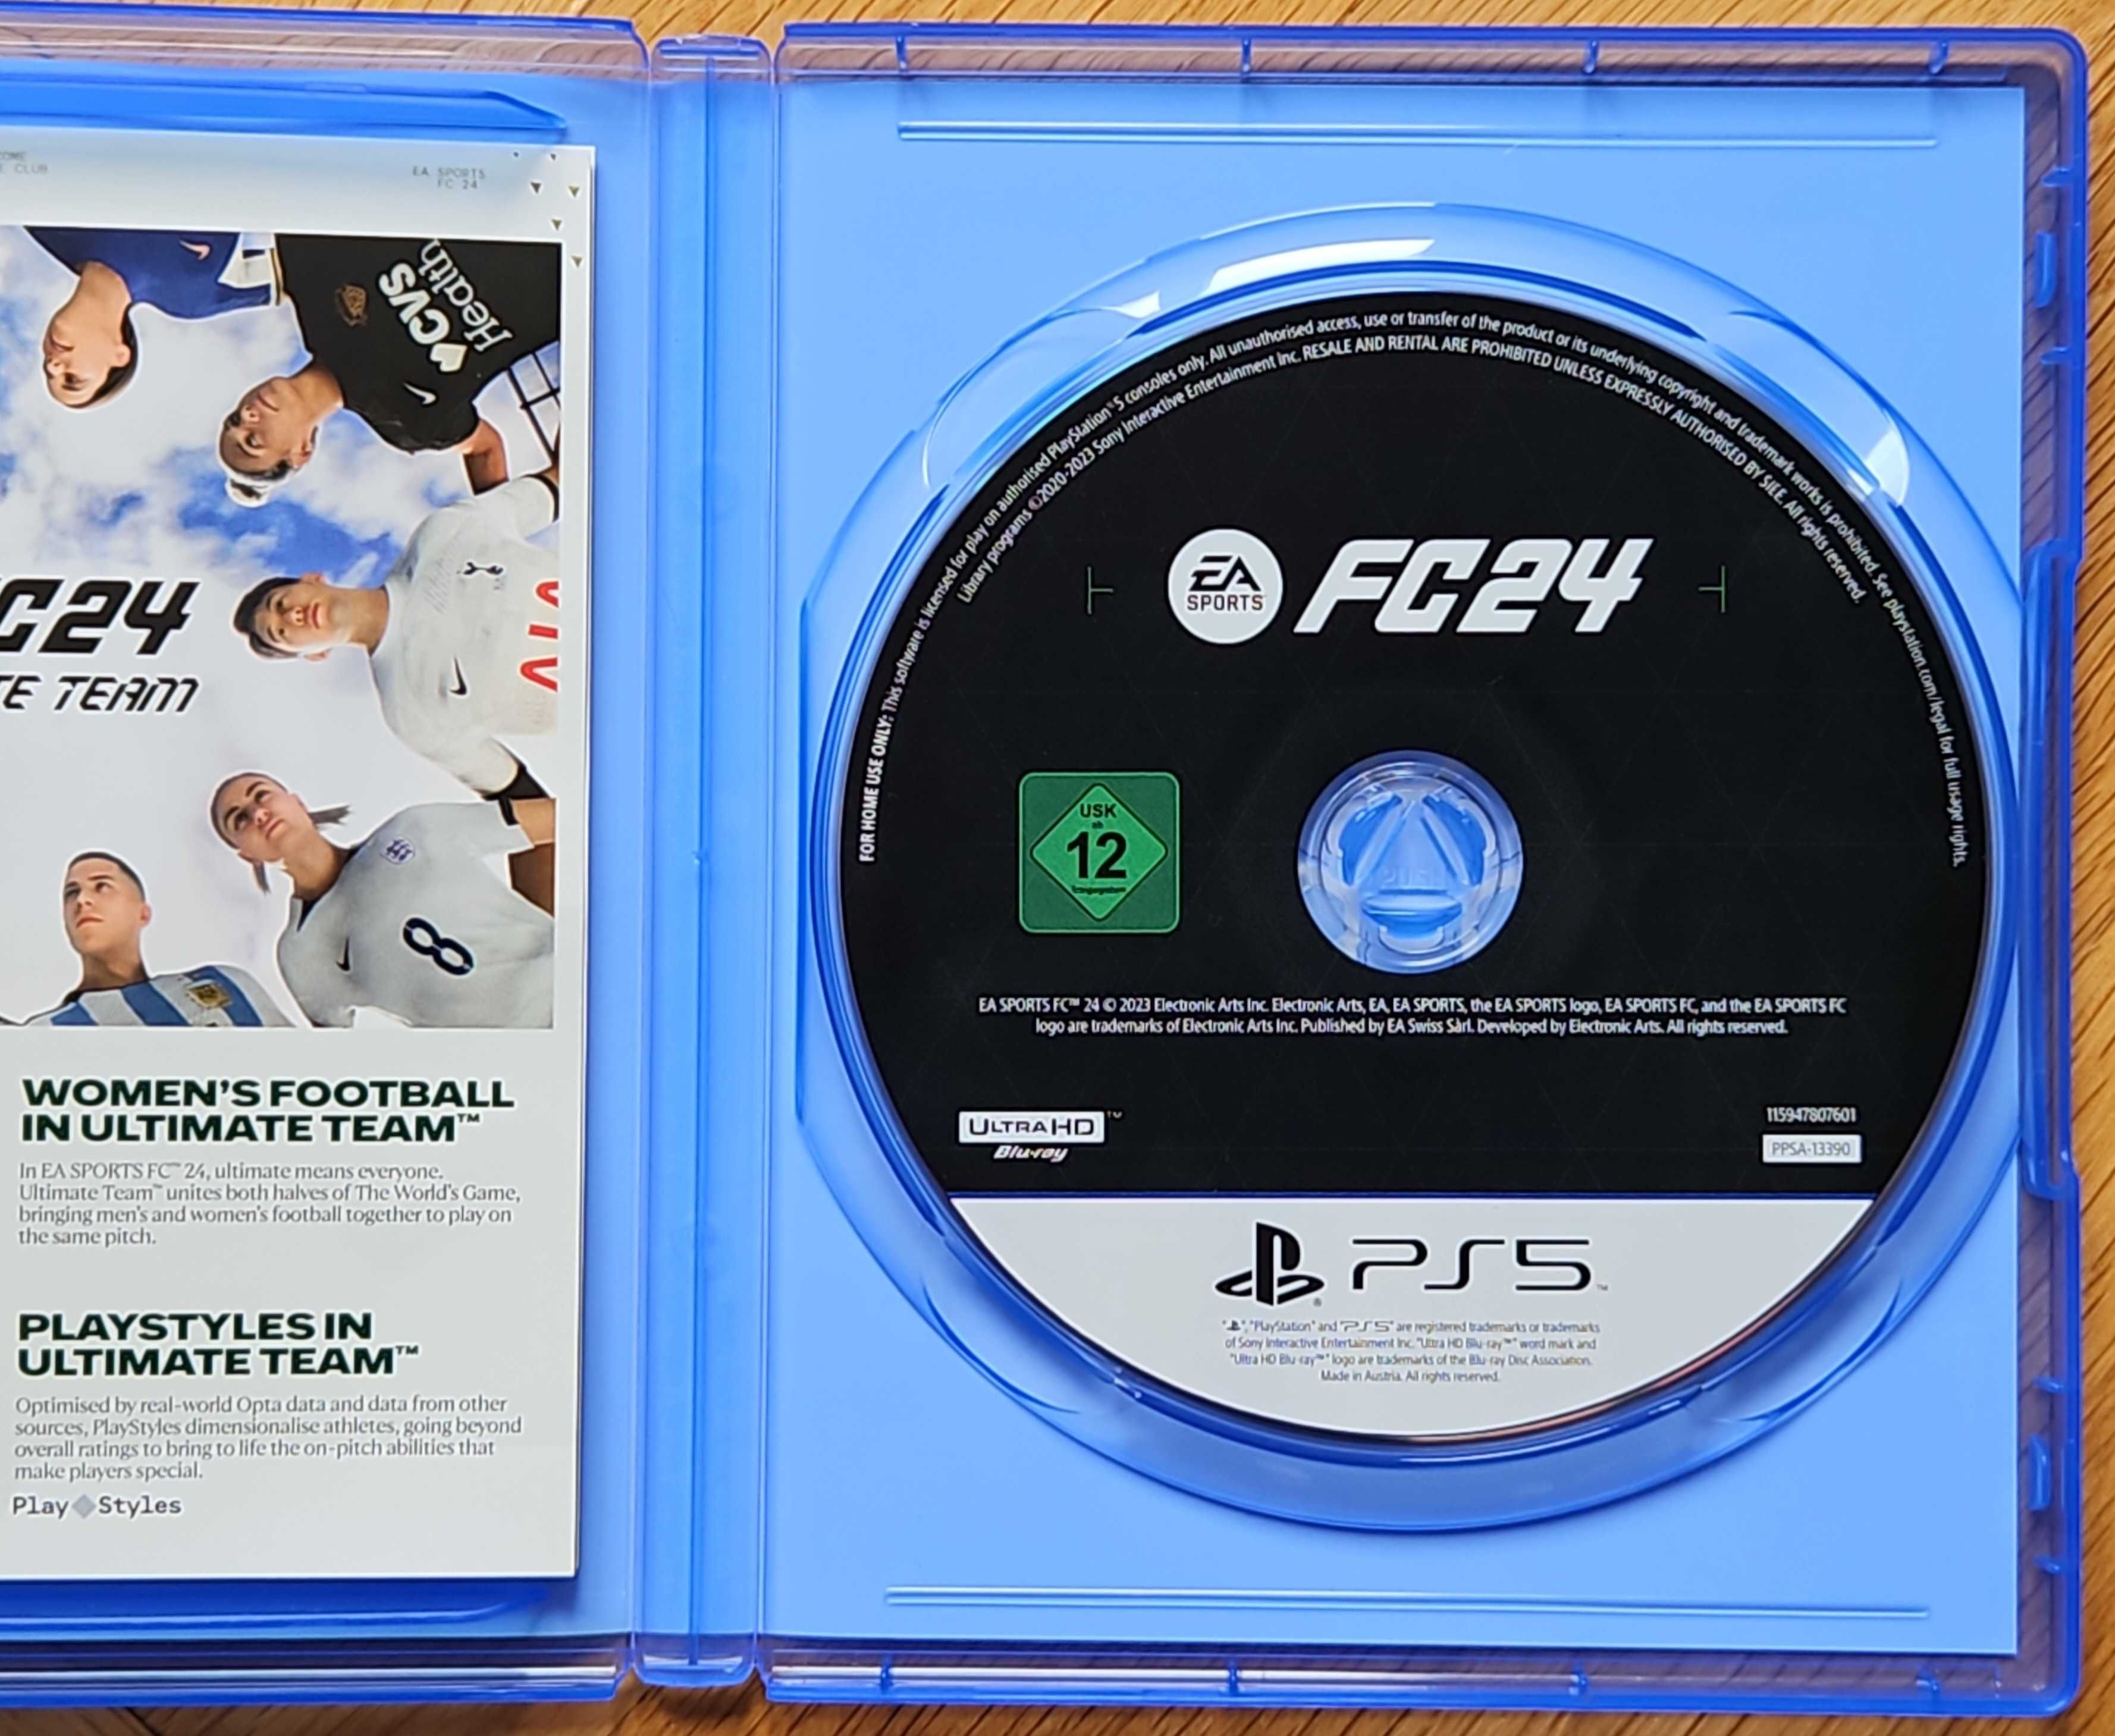 E CLUB
EA SPORTS
FC 24
CVS
Health
C24
TE TEAM
8
WOMEN'S FOOTBALL
IN ULTIMATE TEAM™
In EA SPORTS FC™ 24, ultimate means everyone.
Ultimate Team™ unites both halves of The World's Game,
bringing men's and women's football together to play on
the same pitch.
PLAYSTYLES IN
ULTIMATE TEAM™
Optimised by real-world Opta data and data from other
sources, PlayStyles dimensionalise athletes, going beyond
overall ratings to bring to life the on-pitch abilities that
make players special.
Play Styles
FOR HOME USE ONLY: This software is licensed for play on authorised PlayStation®5 consoles only. All unauthorised access, use or transfer of the product or its underlying copyright and trademark works is prohibited. See playstation.com/legal for full usage rights.
Library programs ©2020-2023 Sony Interactive Entertainment Inc. RESALE AND RENTAL ARE PROHIBITED UNLESS EXPRESSLY AUTHORISED BY SIEE. All rights reserved.
EA SPORTS FC24
USK
ab
12
EA SPORTS FC™ 24 © 2023 Electronic Arts Inc. Electronic Arts, EA, EA SPORTS, the EA SPORTS logo, EA SPORTS FC, and the EA SPORTS FC
logo are trademarks of Electronic Arts Inc. Published by EA Swiss Sàrl. Developed by Electronic Arts. All rights reserved.
ULTRA HD™
Blu-ray
115947807601
PPSA-13390
PS5™
" ", "PlayStation" and "PS5" are registered trademarks or trademarks
of Sony Interactive Entertainment Inc. "Ultra HD Blu-ray™" word mark and
"Ultra HD Blu-ray™" logo are trademarks of the Blu-ray Disc Association.
Made in Austria. All rights reserved.